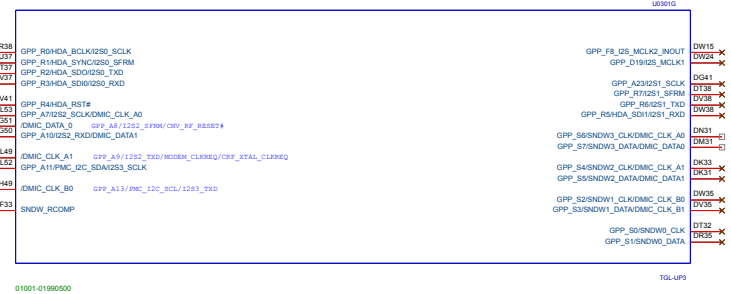 U0301G
R38 GPP_R0/HDA_BCLK/I2S0_SCLK GPP_F8_I2S_MCLK2_INOUT DW15
U37 GPP_R1/HDA_SYNC/I2S0_SFRM GPP_D19/I2S_MCLK1 DW24
T37 GPP_R2/HDA_SDO/I2S0_TXD
V37 GPP_R3/HDA_SDI0/I2S0_RXD GPP_A23/I2S1_SCLK DG41
GPP_R7/I2S1_SFRM DT38
V41 GPP_R4/HDA_RST# GPP_R6/I2S1_TXD DV38
L53 GPP_A7/I2S2_SCLK/DMIC_CLK_A0 GPP_R5/HDA_SDI1/I2S1_RXD DW38
G51 /DMIC_DATA_0 GPP_A8/I2S2_SFRM/CNV_RF_RESET#
G50 GPP_A10/I2S2_RXD/DMIC_DATA1 GPP_S6/SNDW3_CLK/DMIC_CLK_A0 DN31
GPP_S7/SNDW3_DATA/DMIC_DATA0 DM31
L49 /DMIC_CLK_A1 GPP_A9/I2S2_TXD/MODEM_CLKREQ/CRF_XTAL_CLKREQ
L52 GPP_A11/PMC_I2C_SDA/I2S3_SCLK GPP_S4/SNDW2_CLK/DMIC_CLK_A1 DK33
GPP_S5/SNDW2_DATA/DMIC_DATA1 DK31
H49 /DMIC_CLK_B0 GPP_A13/PMC_I2C_SCL/I2S3_TXD
GPP_S2/SNDW1_CLK/DMIC_CLK_B0 DW35
F33 SNDW_RCOMP GPP_S3/SNDW1_DATA/DMIC_CLK_B1 DV35
GPP_S0/SNDW0_CLK DT32
GPP_S1/SNDW0_DATA DR35
TGL-UP3
01001-01990500